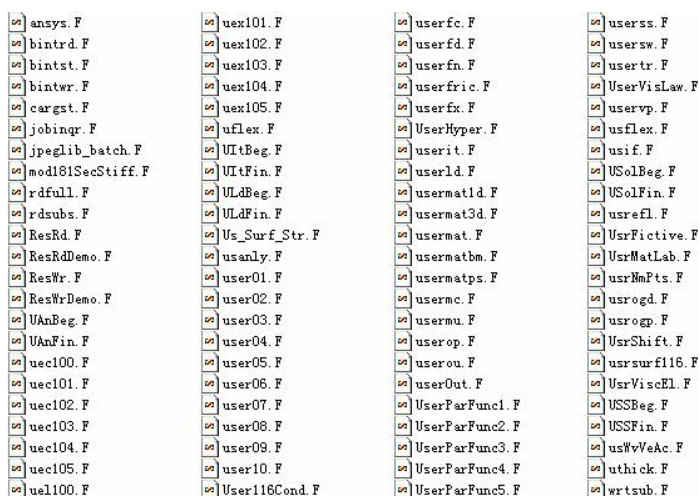 ansys.F
bintrd.F
bintst.F
bintwr.F
cargst.F
jobinqr.F
jpeglib_batch.F
mod181SecStiff.F
rdfull.F
rdsubs.F
ResRd.F
ResRdDemo.F
ResWr.F
ResWrDemo.F
UAnBeg.F
UAnFin.F
uec100.F
uec101.F
uec102.F
uec103.F
uec104.F
uec105.F
uel100.F
uex101.F
uex102.F
uex103.F
uex104.F
uex105.F
uflex.F
UItBeg.F
UItFin.F
ULdBeg.F
ULdFin.F
Us_Surf_Str.F
usanly.F
user01.F
user02.F
user03.F
user04.F
user05.F
user06.F
user07.F
user08.F
user09.F
user10.F
User116Cond.F
userfc.F
userfd.F
userfn.F
userfric.F
userfx.F
UserHyper.F
userit.F
userld.F
usermat1d.F
usermat3d.F
usermat.F
usermatbm.F
usermatps.F
usermc.F
usermu.F
userop.F
userou.F
userOut.F
UserParFunc1.F
UserParFunc2.F
UserParFunc3.F
UserParFunc4.F
UserParFunc5.F
userss.F
usersw.F
usertr.F
UserVisLaw.F
uservp.F
usflex.F
usif.F
USolBeg.F
USolFin.F
usrefl.F
UsrFictive.F
UsrMatLab.F
usrNmPts.F
usrogd.F
usrogp.F
UsrShift.F
usrsurf116.F
UsrViscEl.F
USSBeg.F
USSFin.F
usWvVeAc.F
uthick.F
wrtsub.F